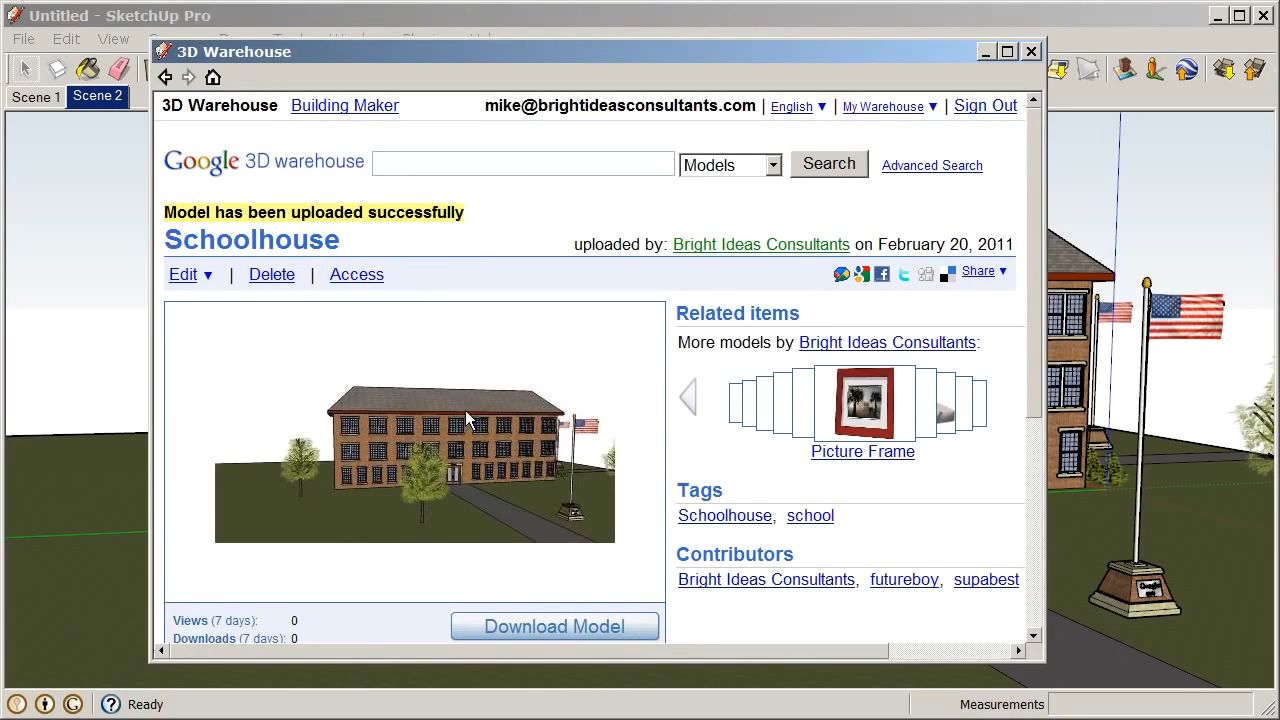 Untitled - SketchUp Pro
File Edit View
3D Warehouse
Scene 1 Scene 2
3D Warehouse Building Maker mike@brightideasconsultants.com | English ▼ | My Warehouse ▼ | Sign Out
Google 3D warehouse Models Search Advanced Search
Model has been uploaded successfully
Schoolhouse uploaded by: Bright Ideas Consultants on February 20, 2011
Edit ▼ | Delete | Access Share ▼
Related items
More models by Bright Ideas Consultants:
Picture Frame
Tags
Schoolhouse, school
Contributors
Bright Ideas Consultants, futureboy, supabest
Views (7 days): 0
Downloads (7 days): 0
Download Model
Ready Measurements